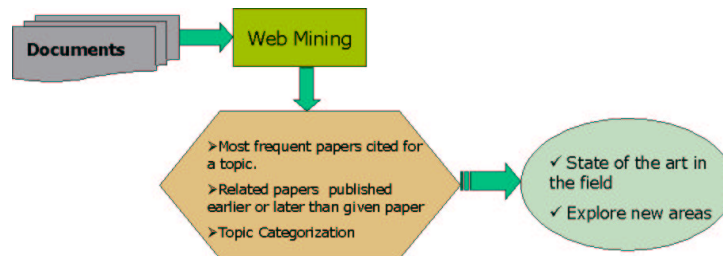 Documents
Web Mining
➤Most frequent papers cited for
a topic.
➤Related papers published
earlier or later than given paper
➤Topic Categorization
✓ State of the art in
the field
✓ Explore new areas